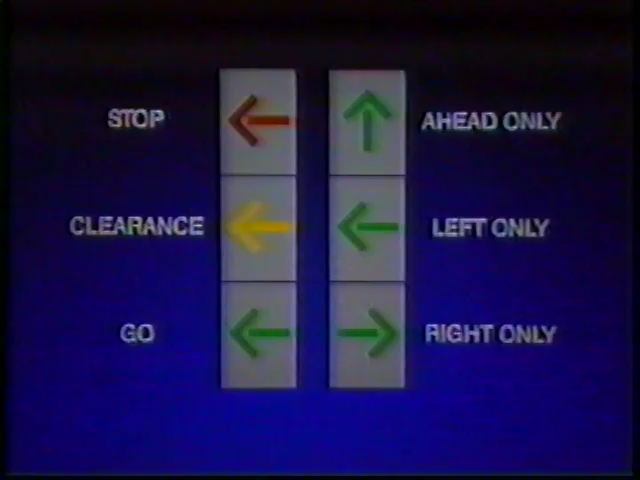 STOP
AHEAD ONLY
CLEARANCE
LEFT ONLY
GO
RIGHT ONLY